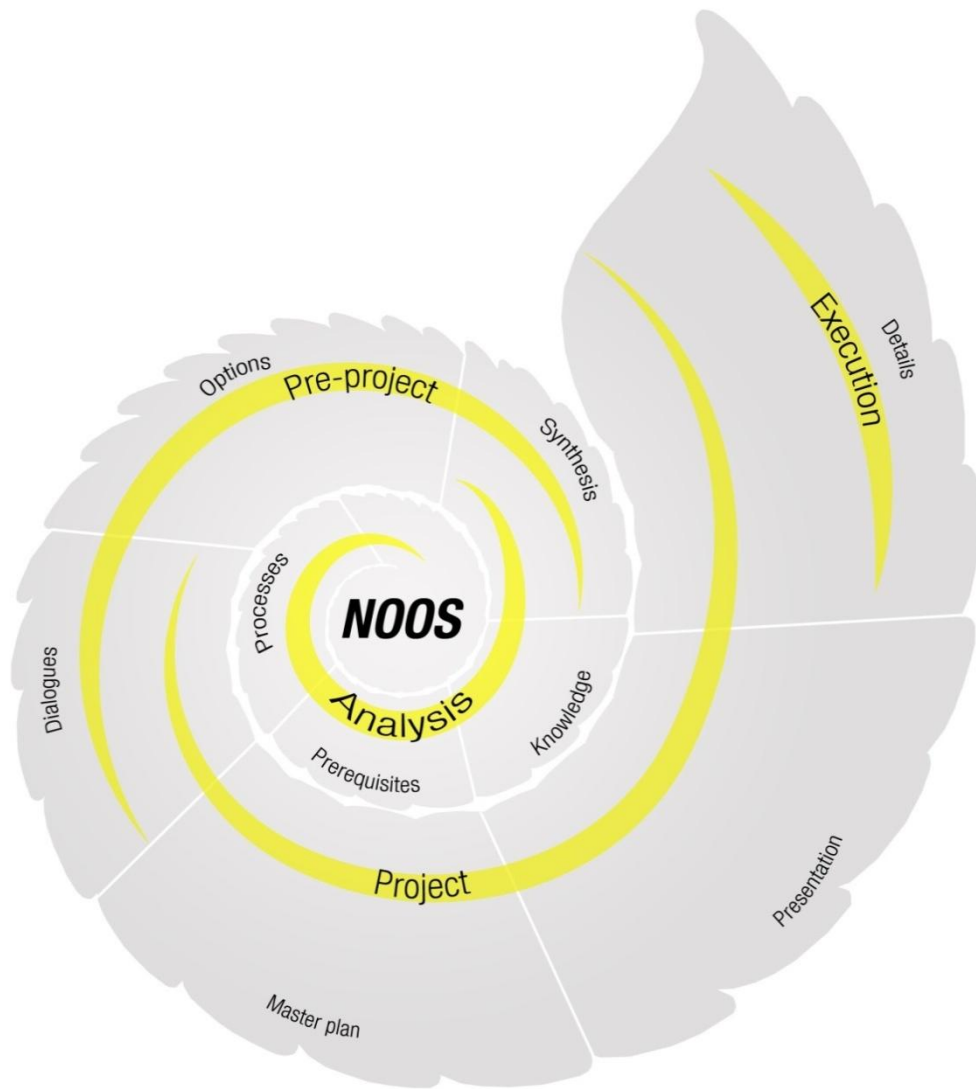 NOOS
Analysis
Processes
Prerequisites
Knowledge
Synthesis
Pre-project
Options
Dialogues
Project
Master plan
Presentation
Execution
Details